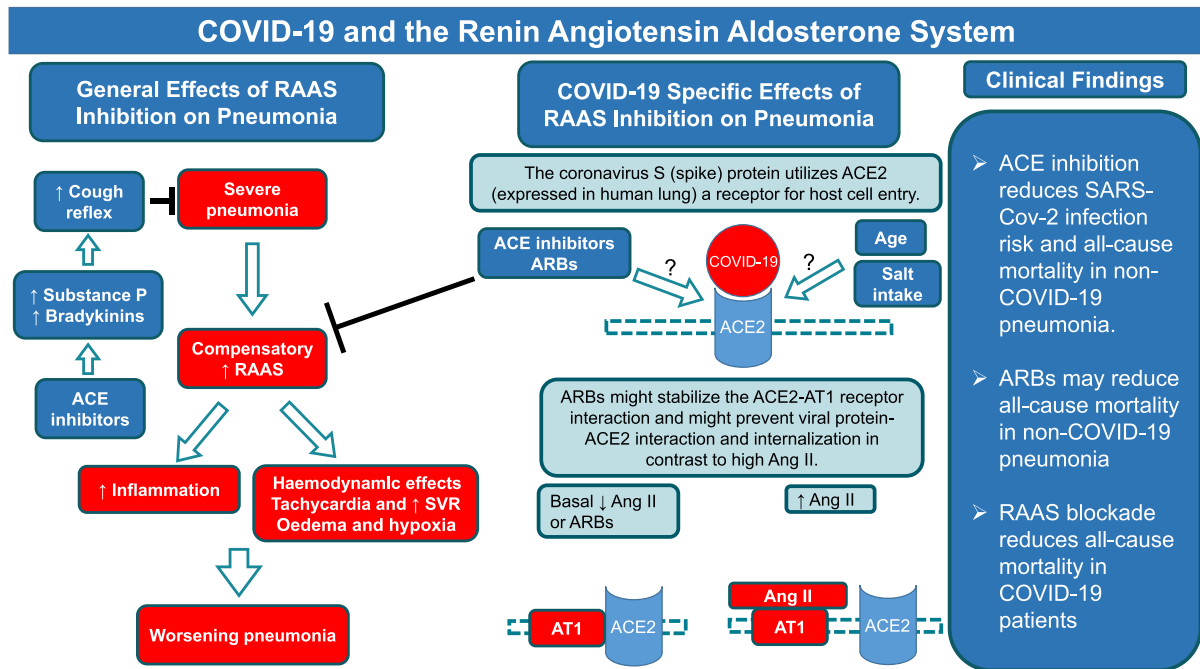 COVID-19 and the Renin Angiotensin Aldosterone System
General Effects of RAAS
Inhibition on Pneumonia
↑ Cough
reflex
Severe
pneumonia
↑ Substance P
↑ Bradykinins
ACE
inhibitors
Compensatory
↑ RAAS
↑ Inflammation
Haemodynamic effects
Tachycardia and ↑ SVR
Oedema and hypoxia
Worsening pneumonia
COVID-19 Specific Effects of
RAAS Inhibition on Pneumonia
The coronavirus S (spike) protein utilizes ACE2
(expressed in human lung) a receptor for host cell entry.
ACE inhibitors
ARBs
?
COVID-19
?
Age
Salt
intake
ACE2
ARBs might stabilize the ACE2-AT1 receptor
interaction and might prevent viral protein-
ACE2 interaction and internalization in
contrast to high Ang II.
Basal ↓ Ang II
or ARBs
↑ Ang II
AT1
ACE2
Ang II
AT1
ACE2
Clinical Findings
➢ ACE inhibition
reduces SARS-
Cov-2 infection
risk and all-cause
mortality in non-
COVID-19
pneumonia.
➢ ARBs may reduce
all-cause mortality
in non-COVID-19
pneumonia
➢ RAAS blockade
reduces all-cause
mortality in
COVID-19
patients